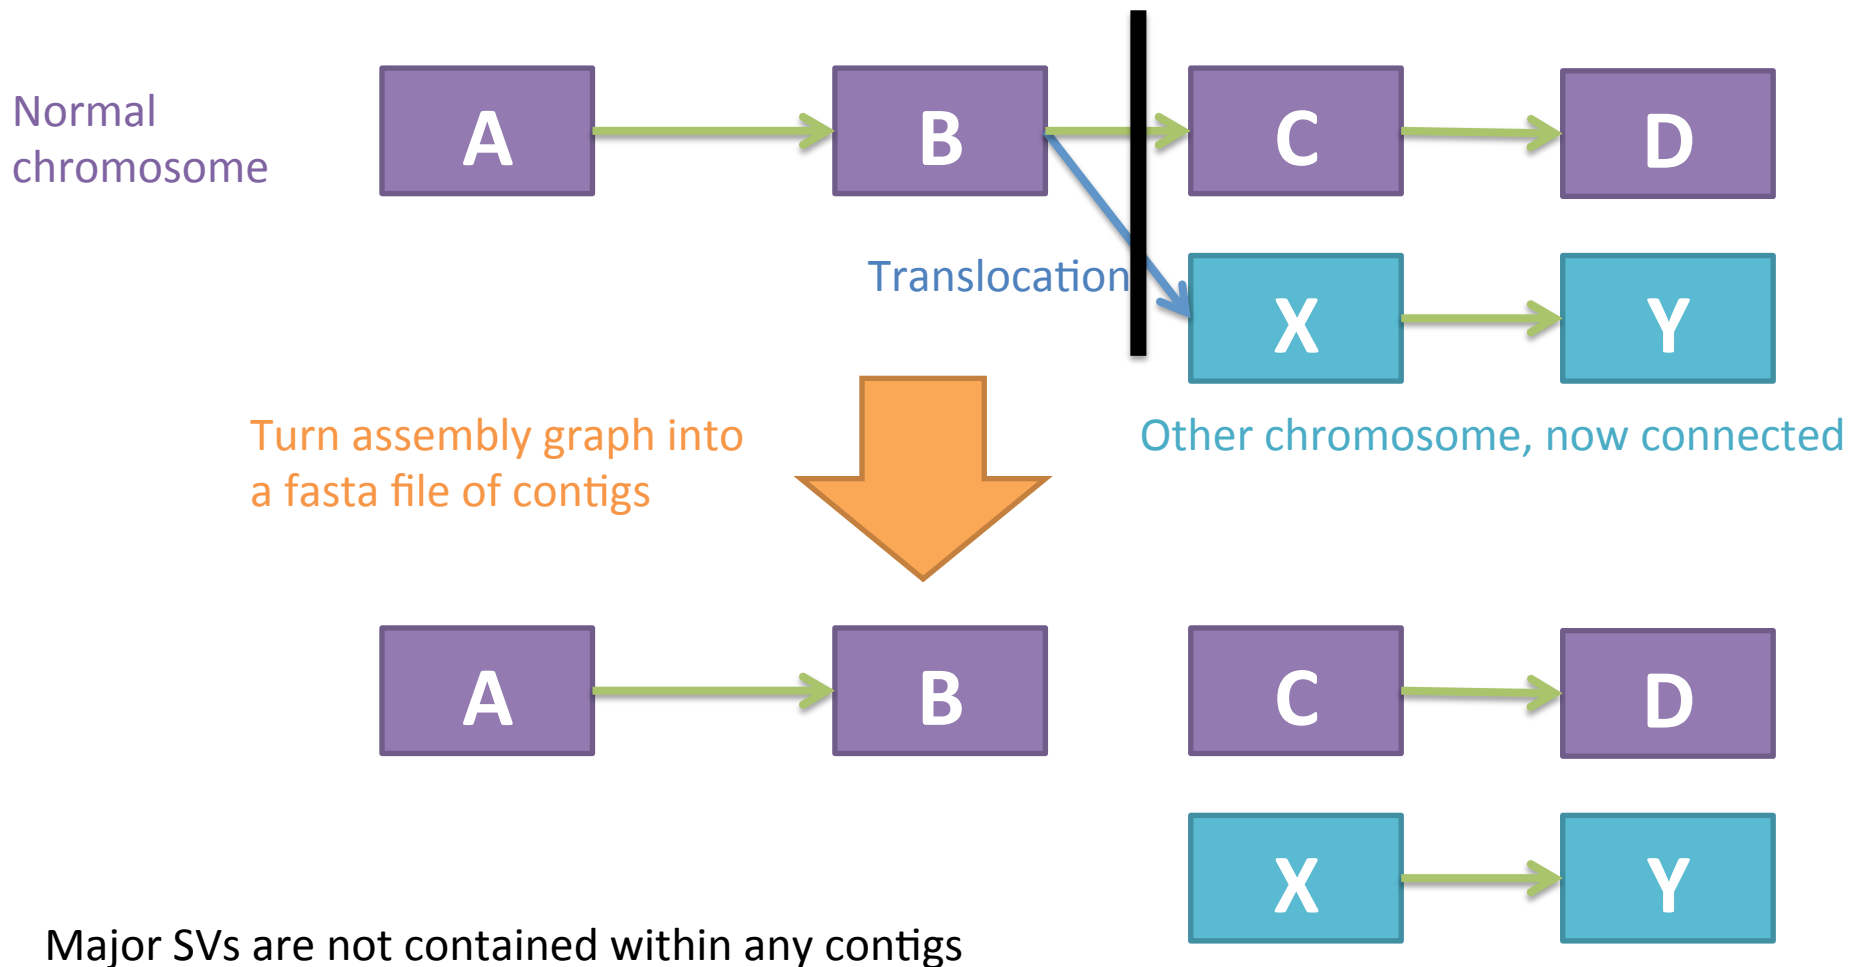 Normal
chromosome
A
B
C
D
Translocation
X
Y
Turn assembly graph into
a fasta file of contigs
Other chromosome, now connected
A
B
C
D
X
Y
Major SVs are not contained within any contigs